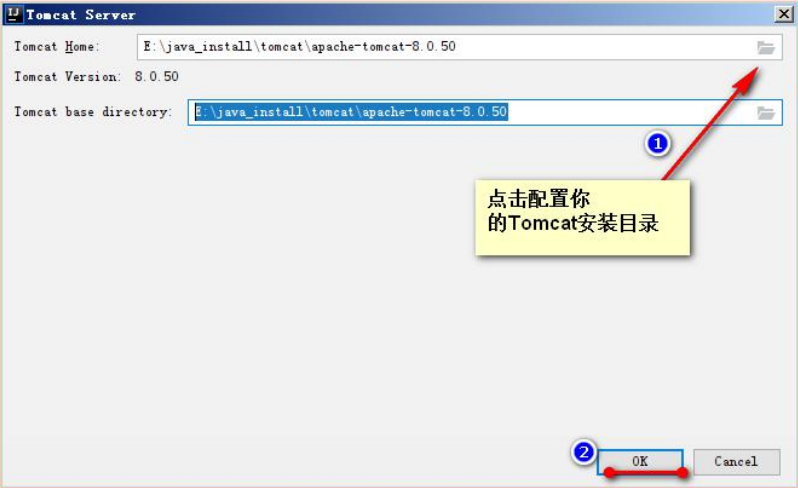 IJ Tomcat Server
Tomcat Home: E:\java_install\tomcat\apache-tomcat-8.0.50
Tomcat Version: 8.0.50
Tomcat base directory: E:\java_install\tomcat\apache-tomcat-8.0.50
1
点击配置你
的Tomcat安装目录
2
OK Cancel